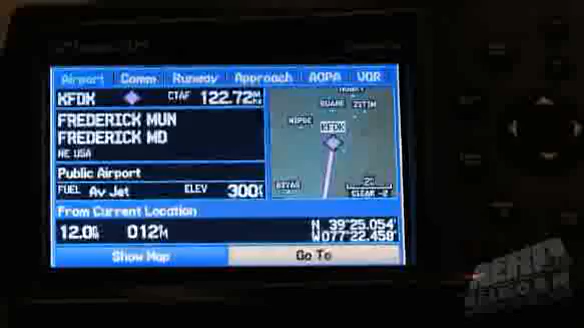 Airport Comm Runway Approach AOPA VOR
KFDK CTAF 122.72
FREDERICK MUN
FREDERICK MD
NE USA
Public Airport
FUEL Av Jet ELEV 300
From Current Location
12.0 012
N 39°25.054'
W077°22.458'
Show Map Go To
KFDK
CLEAR -2